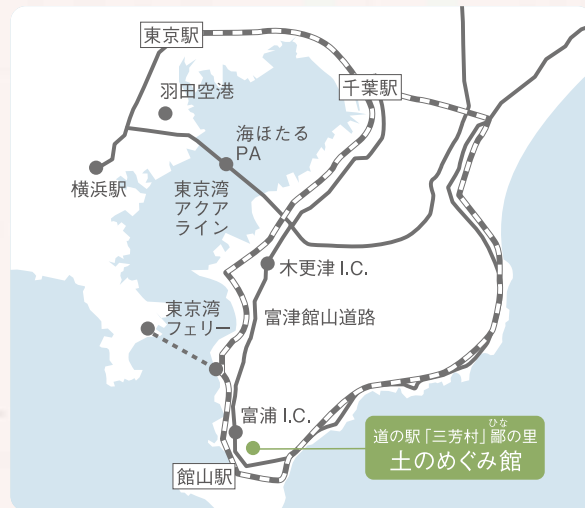 東京駅
千葉駅
羽田空港
海ほたる
PA
横浜駅
東京湾
アクア
ライン
木更津 I.C.
東京湾
フェリー
富津館山道路
富浦 I.C.
ひな
道の駅「三芳村」鄙の里
土のめぐみ館
館山駅